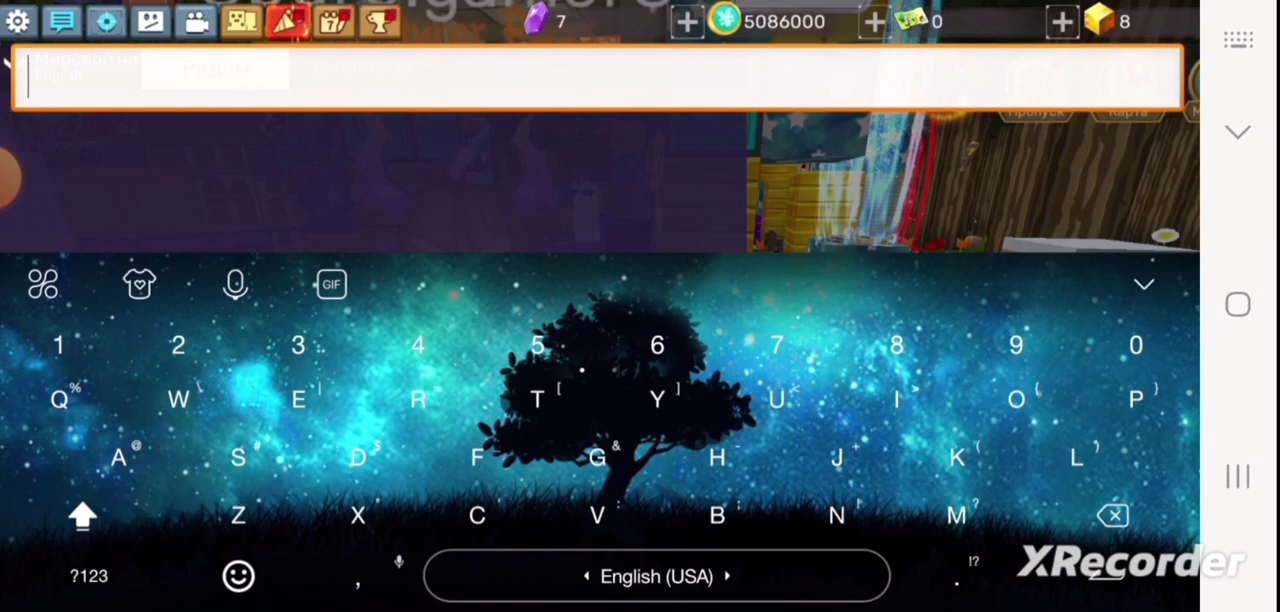 7
5086000
0
8
Мировой ча
Рядом
English
Пропуск
Карта
GIF
1 2 3 4 5 6 7 8 9 0
Q % W \ E | R = T [ Y ] U < I > O { P }
A @ S # D $ F G & H J + K ( L )
Z X C V B N M ?
?123 , English (USA) . !?
XRecorder